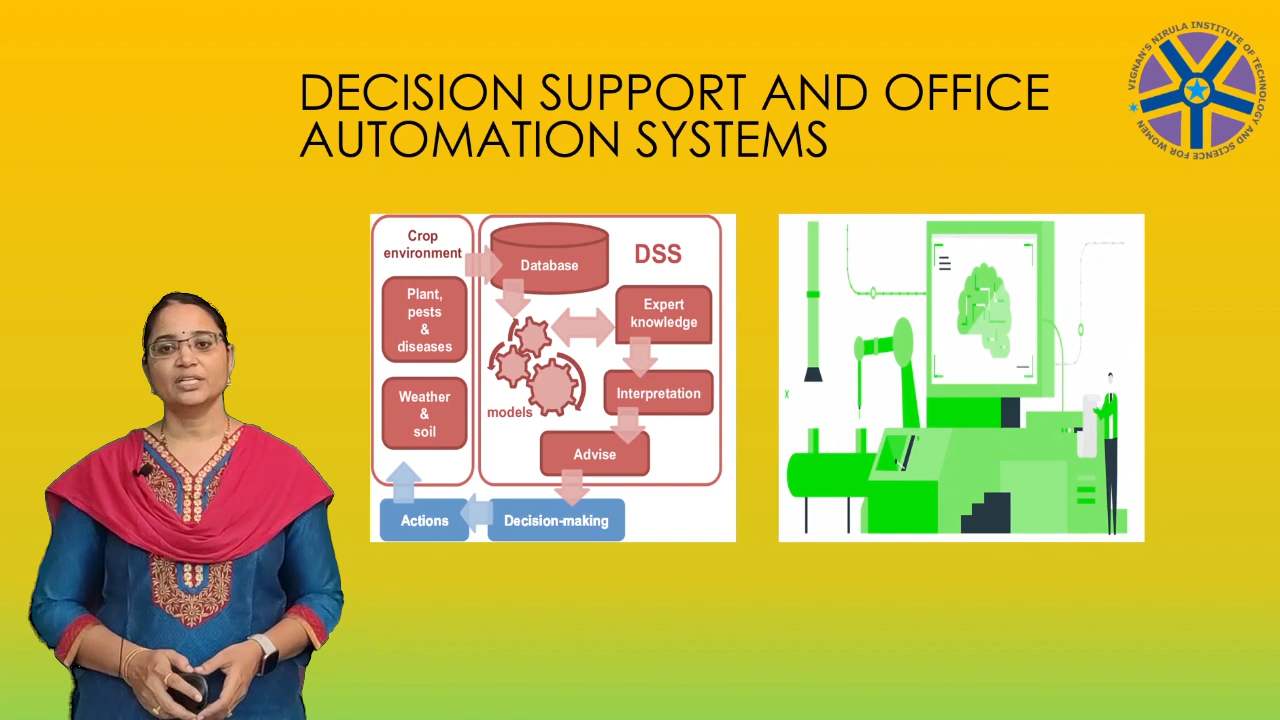 DECISION SUPPORT AND OFFICE
AUTOMATION SYSTEMS
VIGNAN'S NIRULA INSTITUTE OF TECHNOLOGY AND SCIENCE FOR WOMEN
Crop
environment
Plant,
pests
&
diseases
Weather
&
soil
Database
DSS
Expert
knowledge
models
Interpretation
Advise
Actions
Decision-making
X